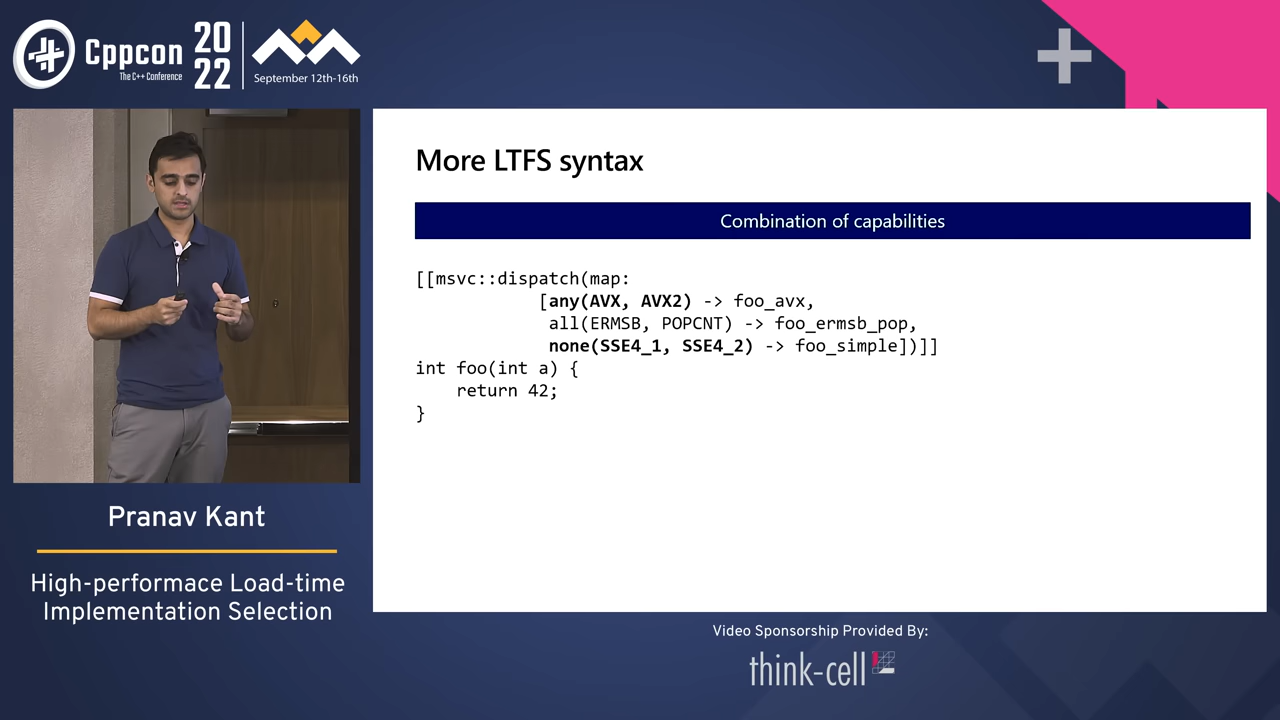 Cppcon
The C++ Conference
20
22
September 12th-16th
More LTFS syntax
Combination of capabilities
[[msvc::dispatch(map:
[any(AVX, AVX2) -> foo_avx,
all(ERMSB, POPCNT) -> foo_ermsb_pop,
none(SSE4_1, SSE4_2) -> foo_simple])]]
int foo(int a) {
return 42;
}
Pranav Kant
High-performace Load-time
Implementation Selection
Video Sponsorship Provided By:
think-cell